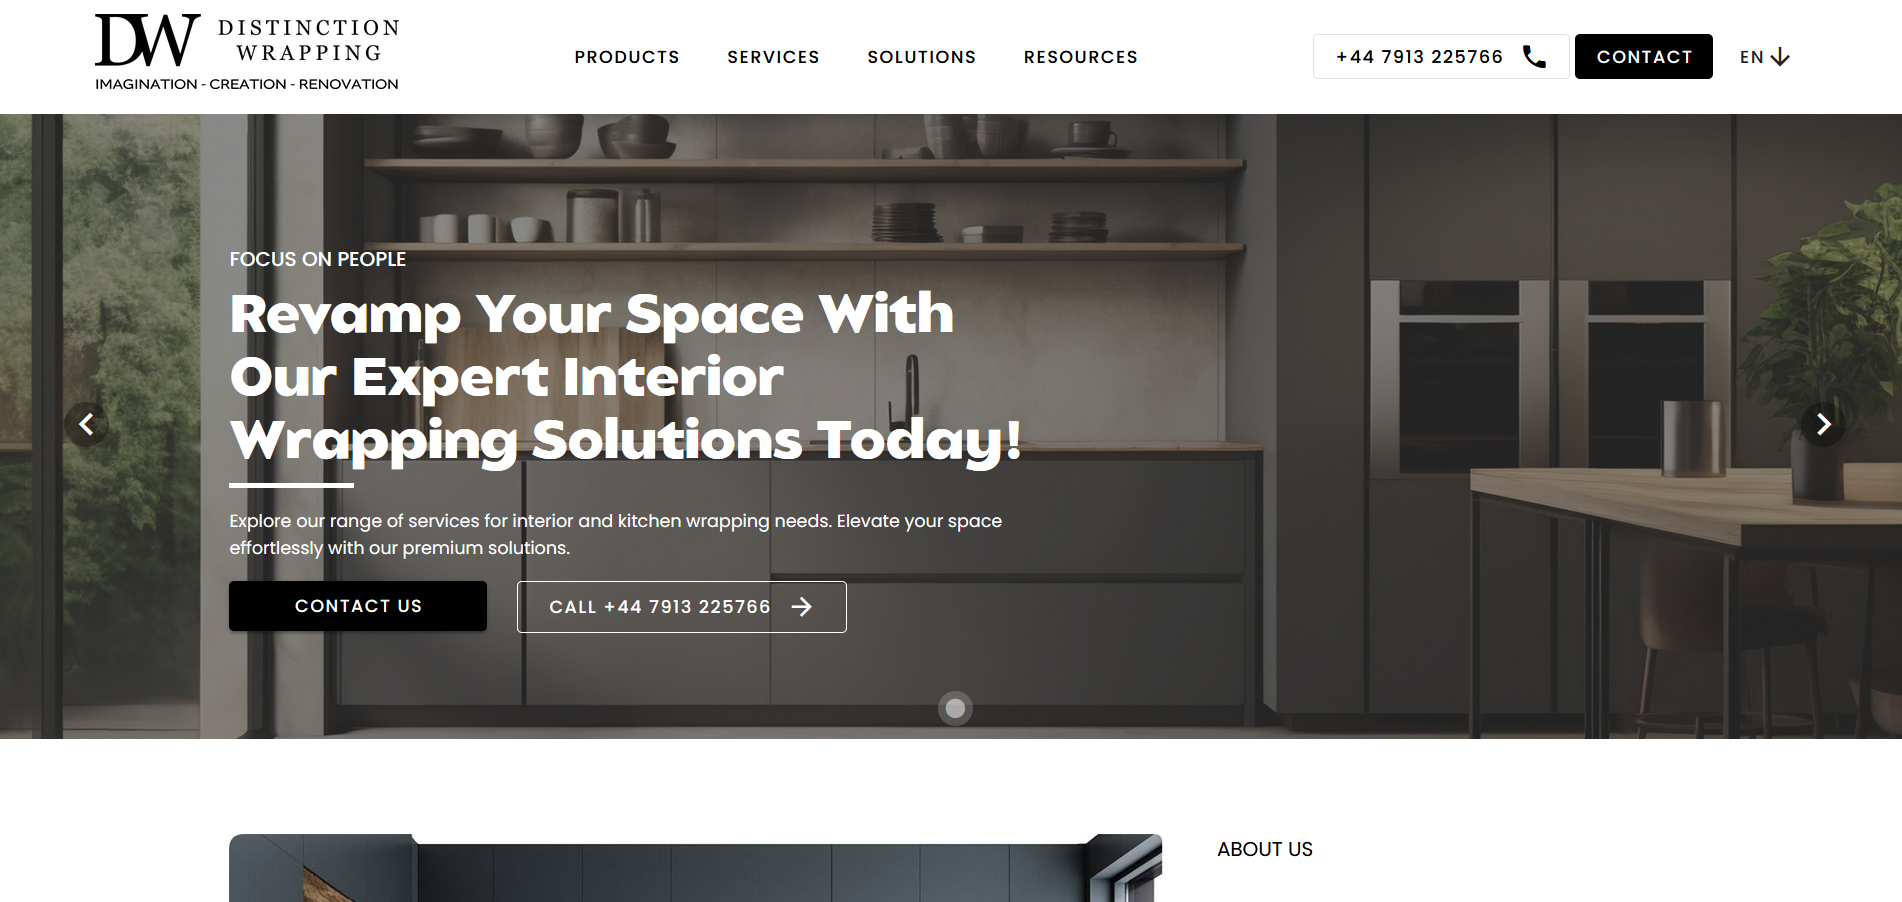 DW DISTINCTION
WRAPPING
IMAGINATION - CREATION - RENOVATION
PRODUCTS SERVICES SOLUTIONS RESOURCES
+44 7913 225766
CONTACT
EN
FOCUS ON PEOPLE
Revamp Your Space With
Our Expert Interior
Wrapping Solutions Today!
Explore our range of services for interior and kitchen wrapping needs. Elevate your space
effortlessly with our premium solutions.
CONTACT US
CALL +44 7913 225766
ABOUT US